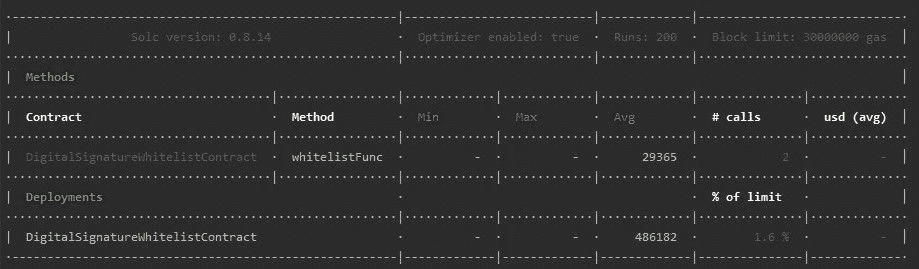 Solc version: 0.8.14 · Optimizer enabled: true · Runs: 200 · Block limit: 30000000 gas
Methods
Contract · Method · Min · Max · Avg · # calls · usd (avg)
DigitalSignatureWhitelistContract · whitelistFunc · - · - · 29365 · 2 · -
Deployments · · % of limit ·
DigitalSignatureWhitelistContract · - · - · 486182 · 1.6 % · -